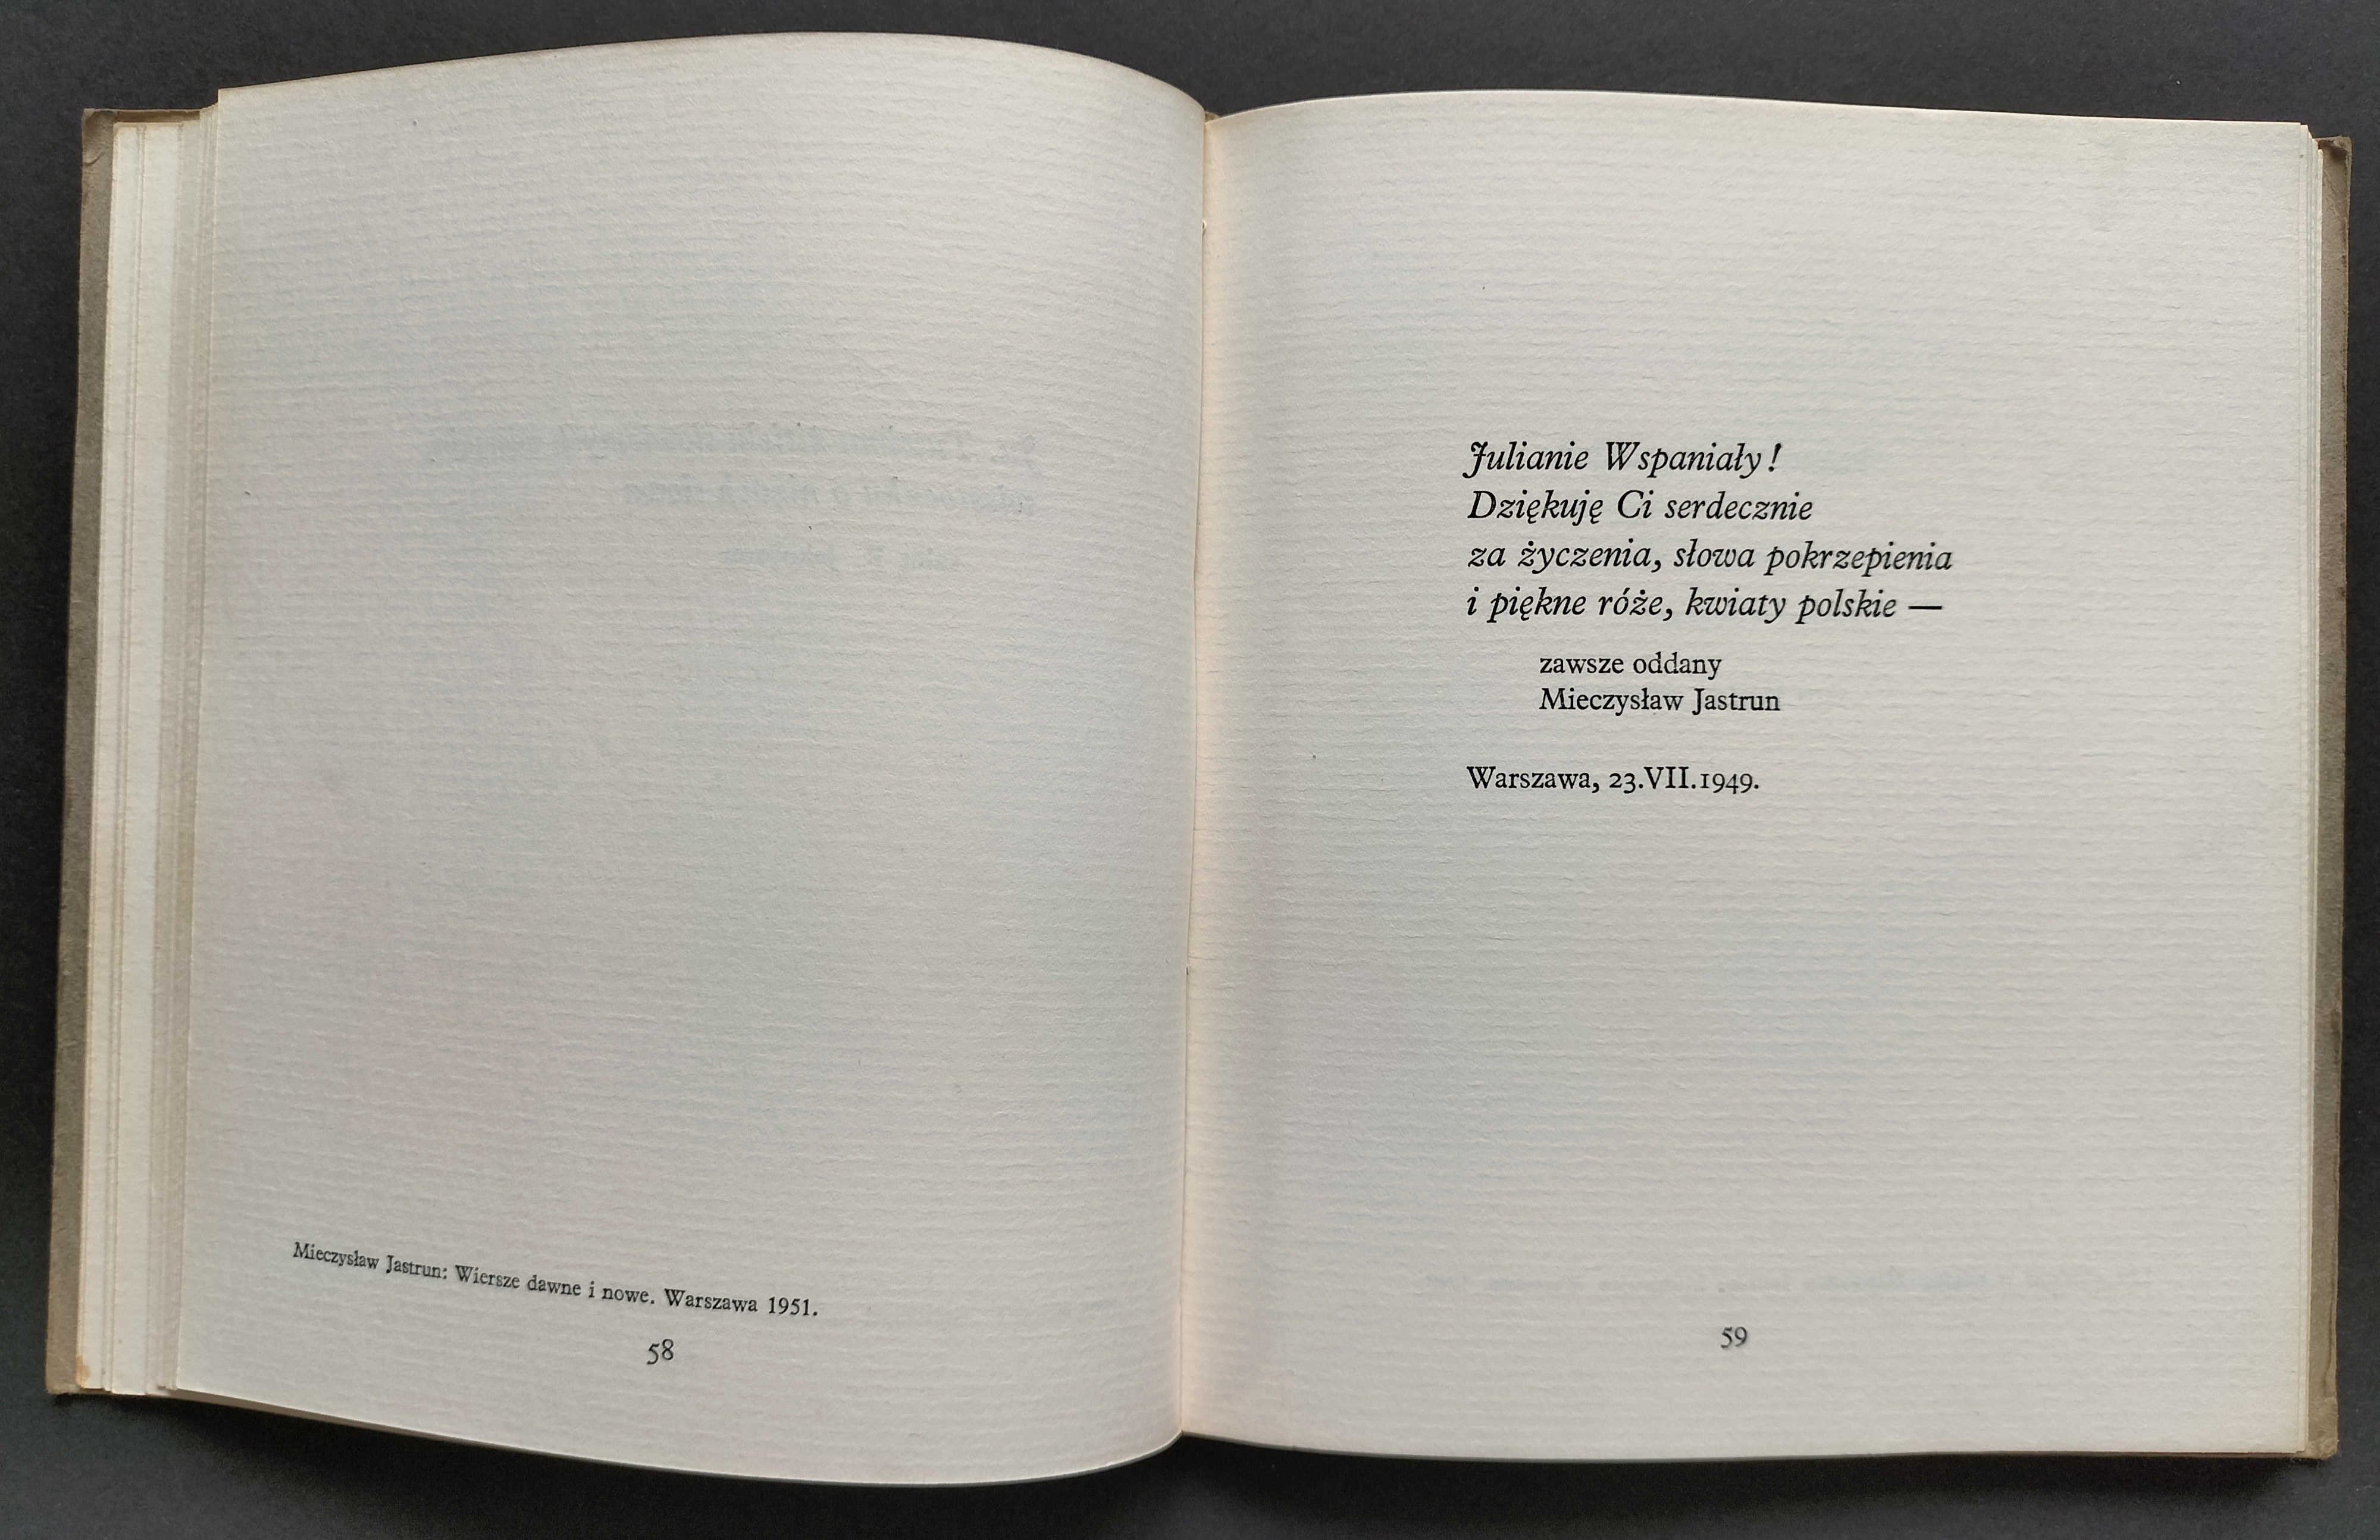 Mieczysław Jastrun: Wiersze dawne i nowe. Warszawa 1951.
58
Julianie Wspaniały!
Dziękuję Ci serdecznie
za życzenia, słowa pokrzepienia
i piękne róże, kwiaty polskie —
zawsze oddany
Mieczysław Jastrun
Warszawa, 23.VII.1949.
59